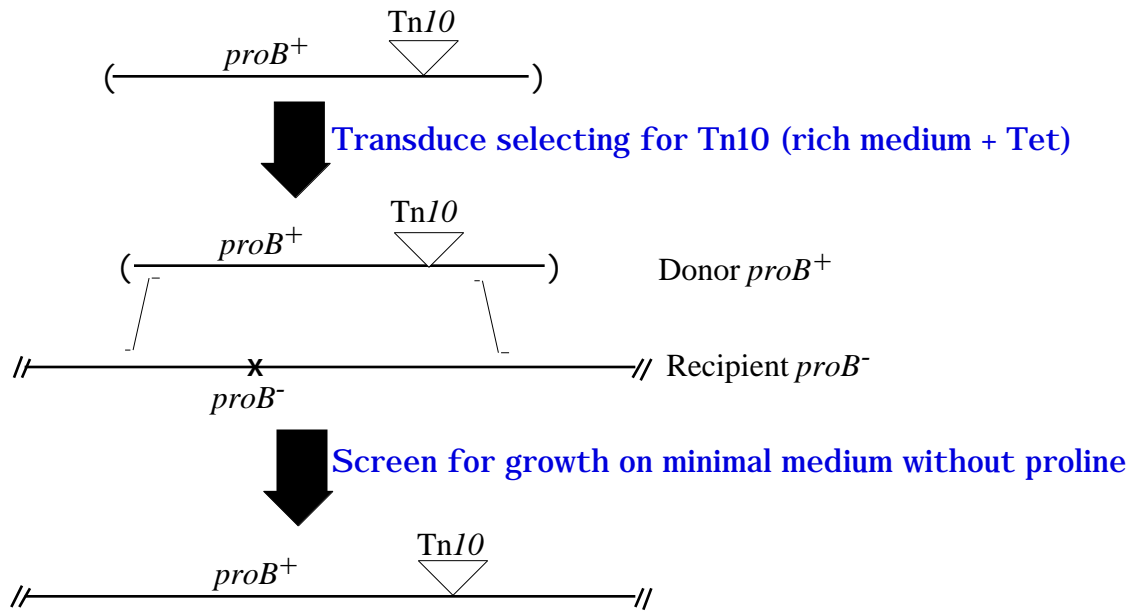 Tn10
proB+
( )
Transduce selecting for Tn10 (rich medium + Tet)
Tn10
proB+
( ) Donor proB+
// x // Recipient proB-
proB-
Screen for growth on minimal medium without proline
Tn10
proB+
// //